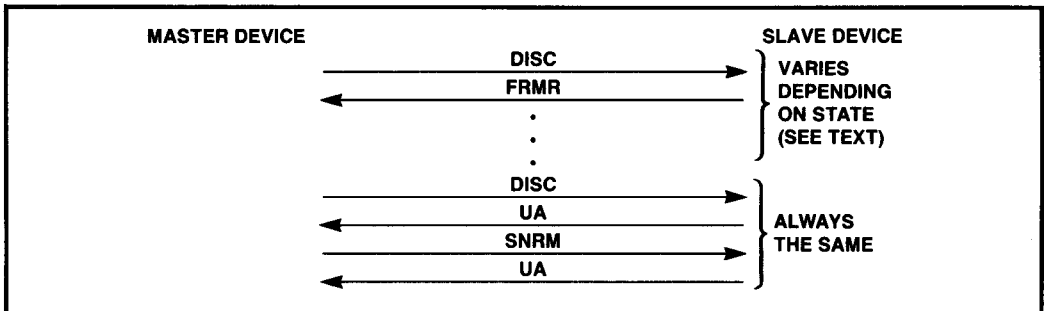 MASTER DEVICE
SLAVE DEVICE
DISC
FRMR
VARIES
DEPENDING
ON STATE
(SEE TEXT)
DISC
UA
SNRM
UA
ALWAYS
THE SAME